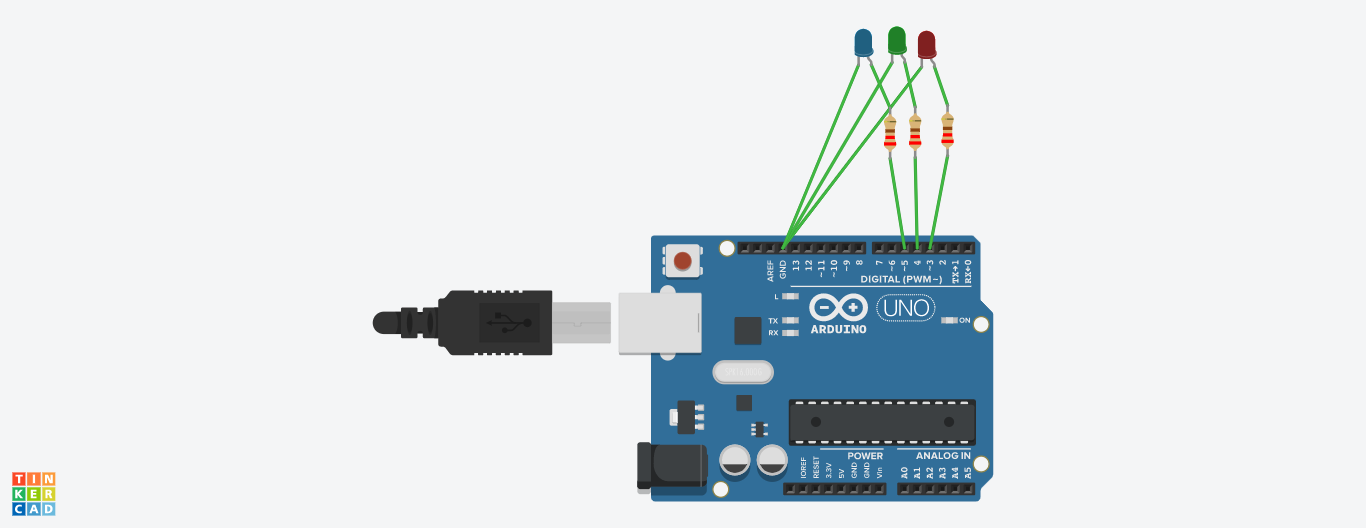 AREF
GND
13
12
~11
~10
~9
8
7
~6
~5
4
~3
2
TX→1
RX←0
DIGITAL (PWM~)
L
TX
RX
ARDUINO
UNO
ON
POWER
ANALOG IN
IOREF
RESET
3.3V
5V
GND
GND
Vin
A0
A1
A2
A3
A4
A5
TIN
KER
CAD